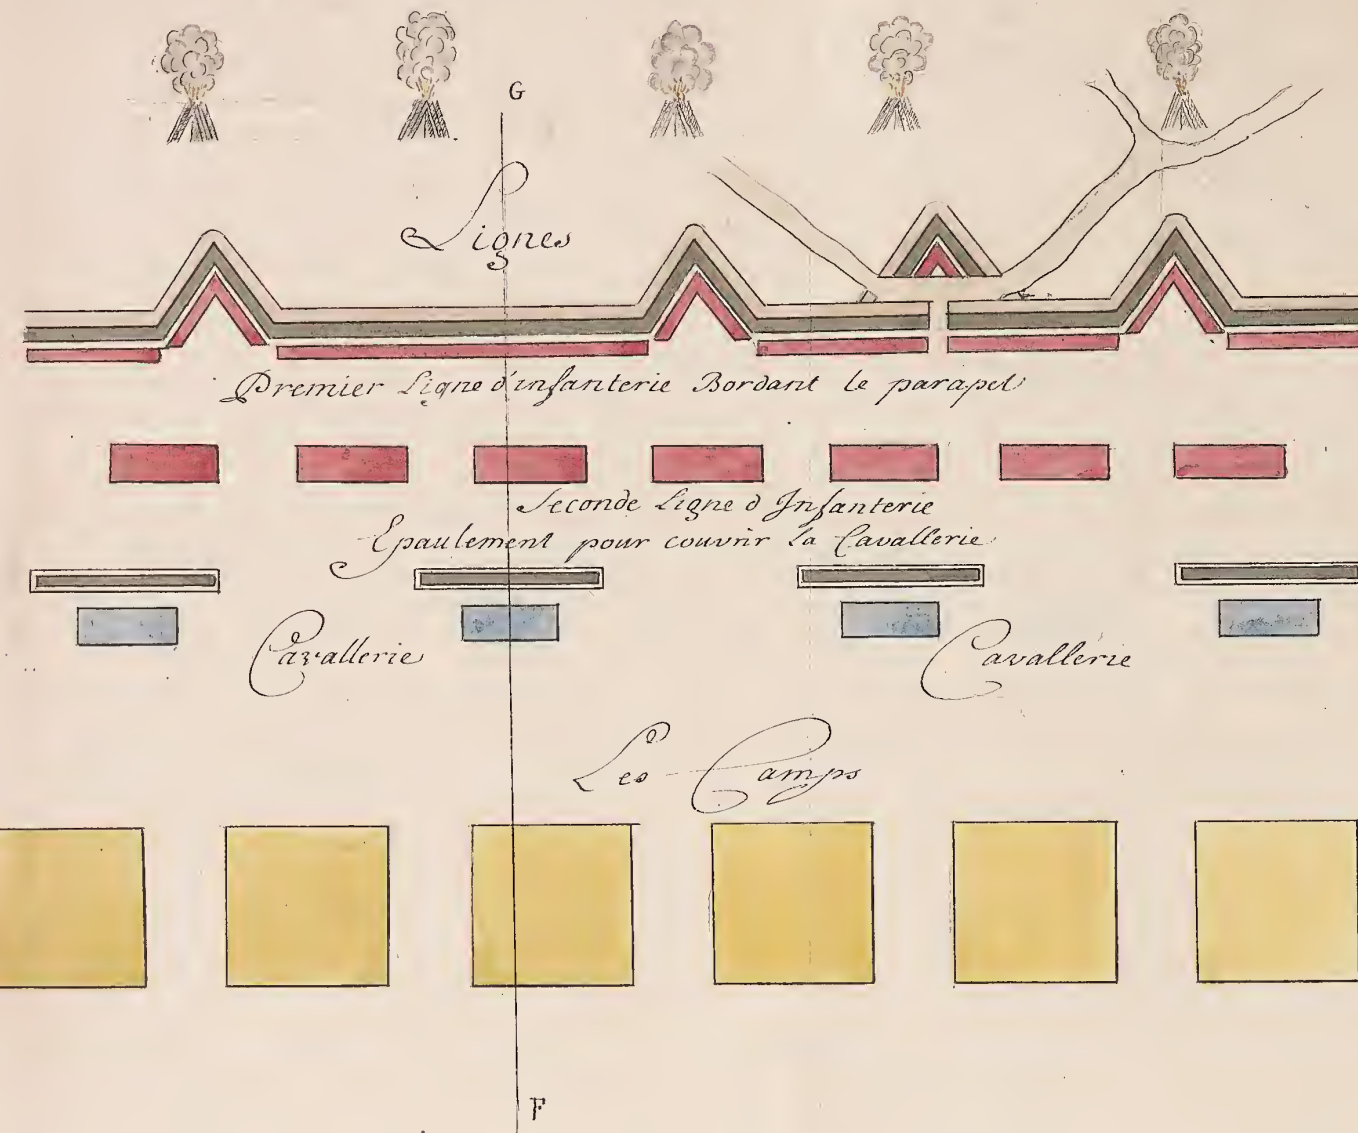 G
Lignes
Premier Ligne d'infanterie Bordant le parapet
Seconde Ligne d Infanterie
Epaulement pour couvrir la Cavallerie
Cavallerie
Cavallerie
Les Camps
F